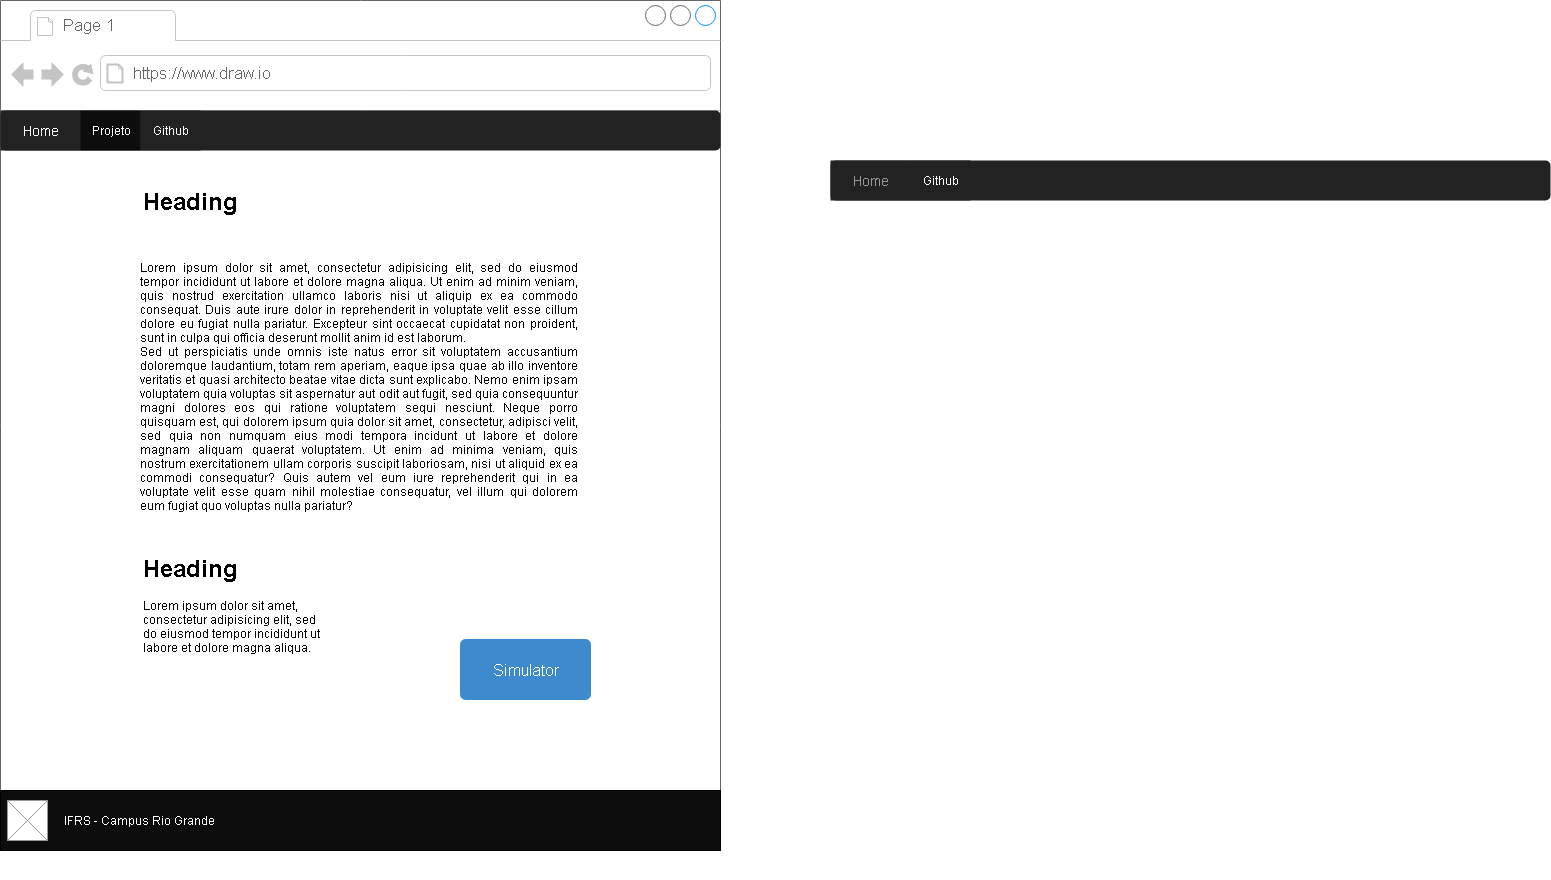 Page 1
https://www.draw.io
Home Projeto Github
Heading
Lorem ipsum dolor sit amet, consectetur adipisicing elit, sed do eiusmod
tempor incididunt ut labore et dolore magna aliqua. Ut enim ad minim veniam,
quis nostrud exercitation ullamco laboris nisi ut aliquip ex ea commodo
consequat. Duis aute irure dolor in reprehenderit in voluptate velit esse cillum
dolore eu fugiat nulla pariatur. Excepteur sint occaecat cupidatat non proident,
sunt in culpa qui officia deserunt mollit anim id est laborum.
Sed ut perspiciatis unde omnis iste natus error sit voluptatem accusantium
doloremque laudantium, totam rem aperiam, eaque ipsa quae ab illo inventore
veritatis et quasi architecto beatae vitae dicta sunt explicabo. Nemo enim ipsam
voluptatem quia voluptas sit aspernatur aut odit aut fugit, sed quia consequuntur
magni dolores eos qui ratione voluptatem sequi nesciunt. Neque porro
quisquam est, qui dolorem ipsum quia dolor sit amet, consectetur, adipisci velit,
sed quia non numquam eius modi tempora incidunt ut labore et dolore
magnam aliquam quaerat voluptatem. Ut enim ad minima veniam, quis
nostrum exercitationem ullam corporis suscipit laboriosam, nisi ut aliquid ex ea
commodi consequatur? Quis autem vel eum iure reprehenderit qui in ea
voluptate velit esse quam nihil molestiae consequatur, vel illum qui dolorem
eum fugiat quo voluptas nulla pariatur?
Heading
Lorem ipsum dolor sit amet,
consectetur adipisicing elit, sed
do eiusmod tempor incididunt ut
labore et dolore magna aliqua.
Simulator
IFRS - Campus Rio Grande
Home Github